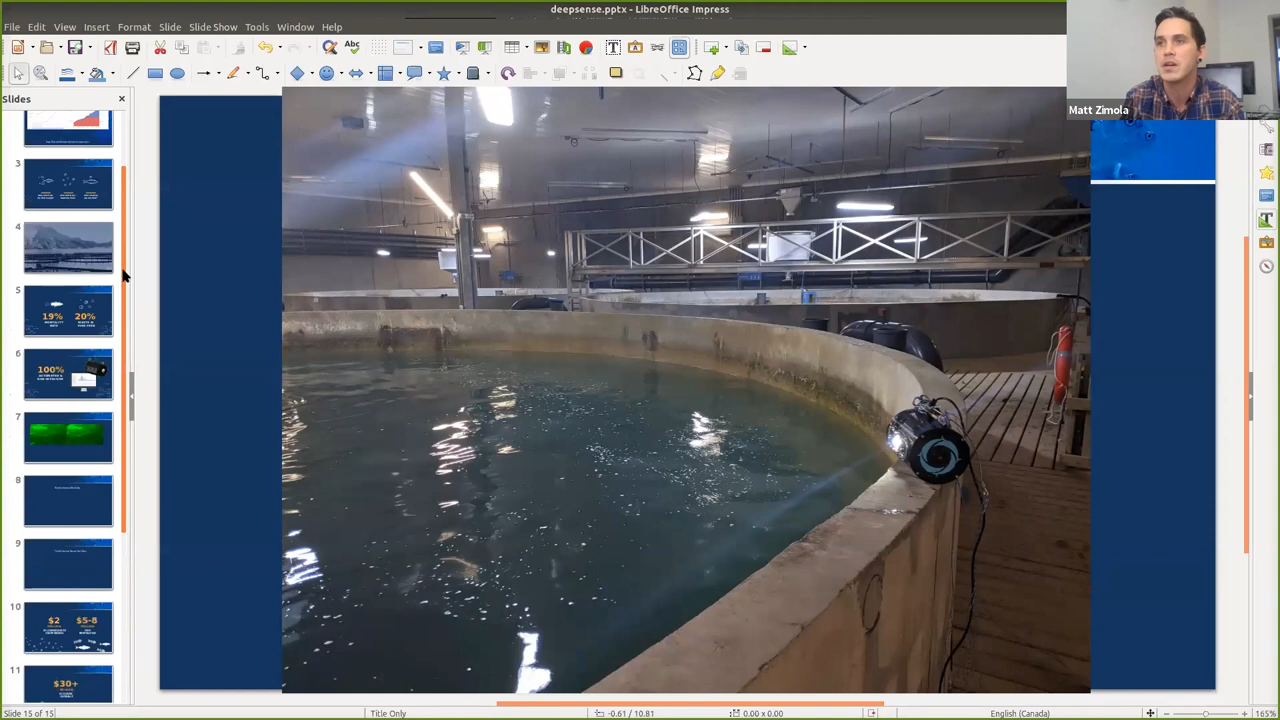 deepsense.pptx - LibreOffice Impress
File Edit View Insert Format Slide Slide Show Tools Window Help
Matt Zimola
Slides
3
4
5
19% 20%
6
100%
7
8
9
10
$2 $5-8
11
$30+
Slide 15 of 15 Title Only -0.61 / 10.81 0.00 x 0.00 English (Canada) 165%